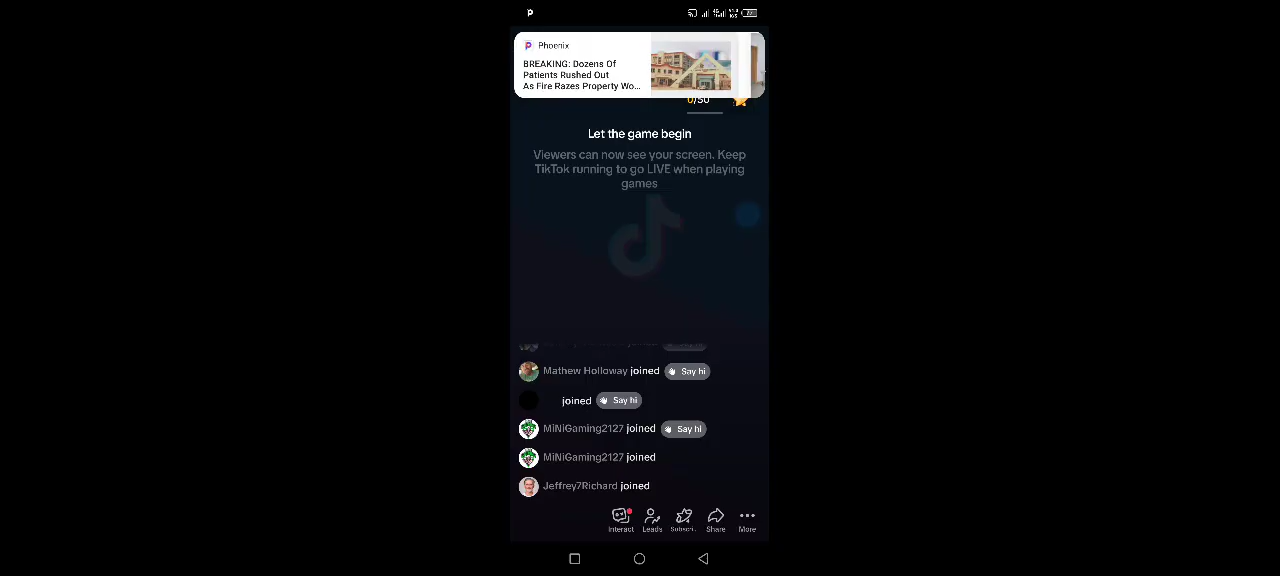 Phoenix
BREAKING: Dozens Of
Patients Rushed Out
As Fire Razes Property Wo...
0/50
Let the game begin
Viewers can now see your screen. Keep
TikTok running to go LIVE when playing
games
Mathew Holloway joined Say hi
joined Say hi
MiNiGaming2127 joined Say hi
MiNiGaming2127 joined
Jeffrey7Richard joined
Interact Leads Subscri.. Share More